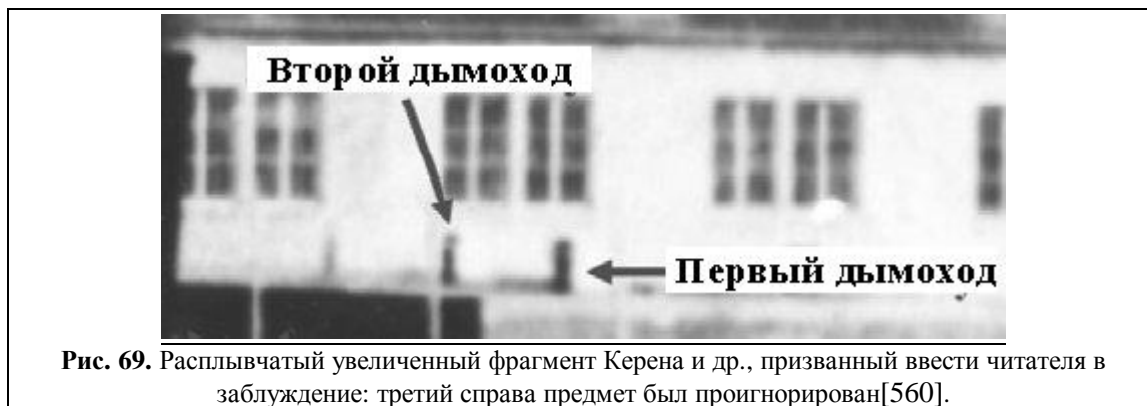 Второй дымоход
Первый дымоход
Рис. 69. Расплывчатый увеличенный фрагмент Керена и др., призванный ввести читателя в
заблуждение: третий справа предмет был проигнорирован[560].